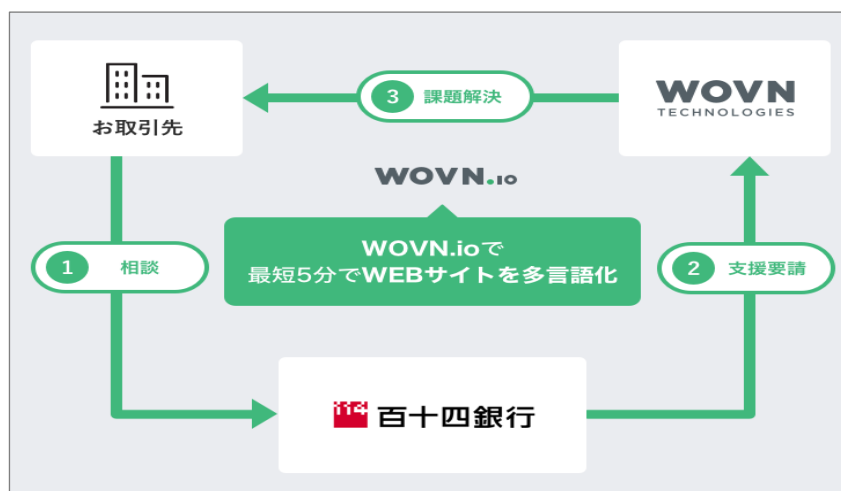 お取引先
3 課題解決
WOVN
TECHNOLOGIES
WOVN.io
WOVN.ioで
最短5分でWEBサイトを多言語化
1 相談
2 支援要請
114 百十四銀行